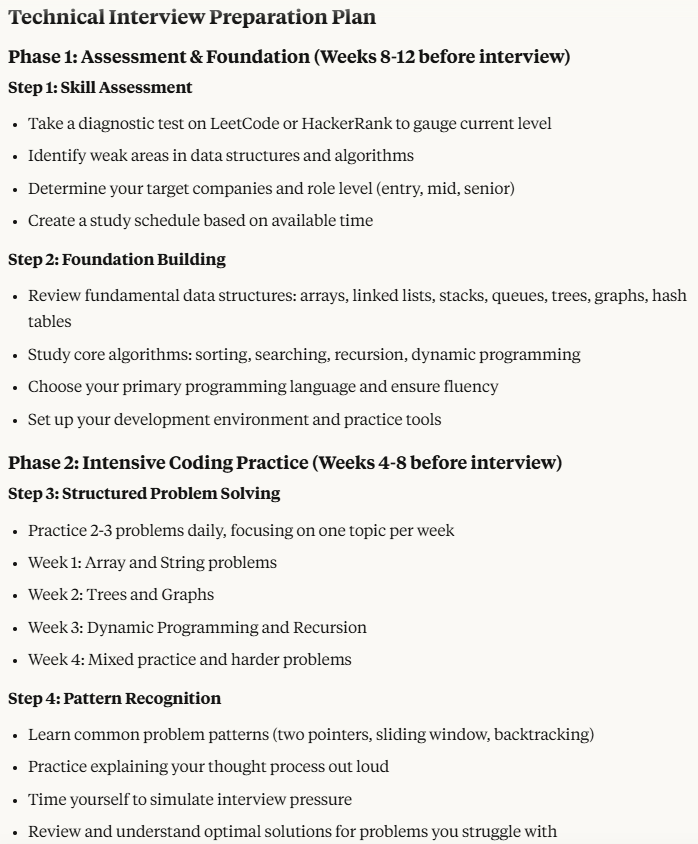 Technical Interview Preparation Plan
Phase 1: Assessment & Foundation (Weeks 8-12 before interview)
Step 1: Skill Assessment
• Take a diagnostic test on LeetCode or HackerRank to gauge current level
• Identify weak areas in data structures and algorithms
• Determine your target companies and role level (entry, mid, senior)
• Create a study schedule based on available time
Step 2: Foundation Building
• Review fundamental data structures: arrays, linked lists, stacks, queues, trees, graphs, hash
tables
• Study core algorithms: sorting, searching, recursion, dynamic programming
• Choose your primary programming language and ensure fluency
• Set up your development environment and practice tools
Phase 2: Intensive Coding Practice (Weeks 4-8 before interview)
Step 3: Structured Problem Solving
• Practice 2-3 problems daily, focusing on one topic per week
• Week 1: Array and String problems
• Week 2: Trees and Graphs
• Week 3: Dynamic Programming and Recursion
• Week 4: Mixed practice and harder problems
Step 4: Pattern Recognition
• Learn common problem patterns (two pointers, sliding window, backtracking)
• Practice explaining your thought process out loud
• Time yourself to simulate interview pressure
• Review and understand optimal solutions for problems you struggle with